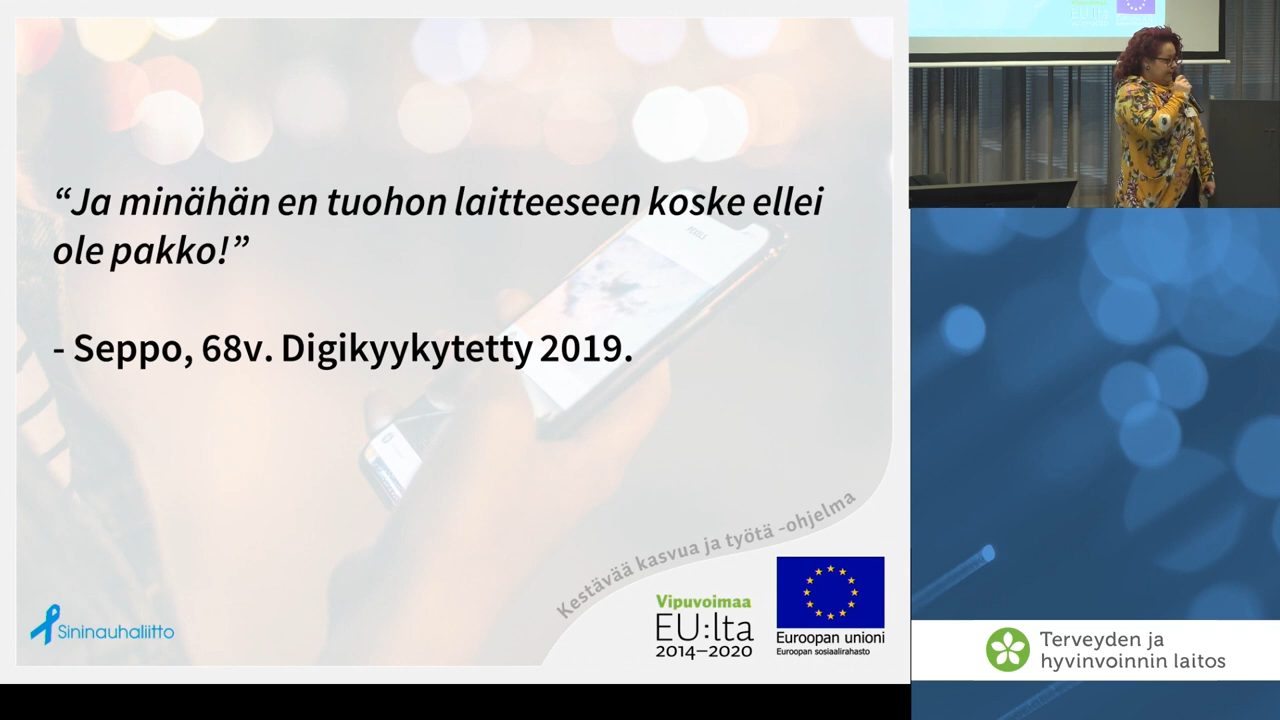 “Ja minähän en tuohon laitteeseen koske ellei
ole pakko!”
- Seppo, 68v. Digikyykytetty 2019.
Kestävää kasvua ja työtä -ohjelma
Sininauhaliitto
Vipuvoimaa
EU:lta
2014–2020
Euroopan unioni
Euroopan sosiaalirahasto
Terveyden ja
hyvinvoinnin laitos